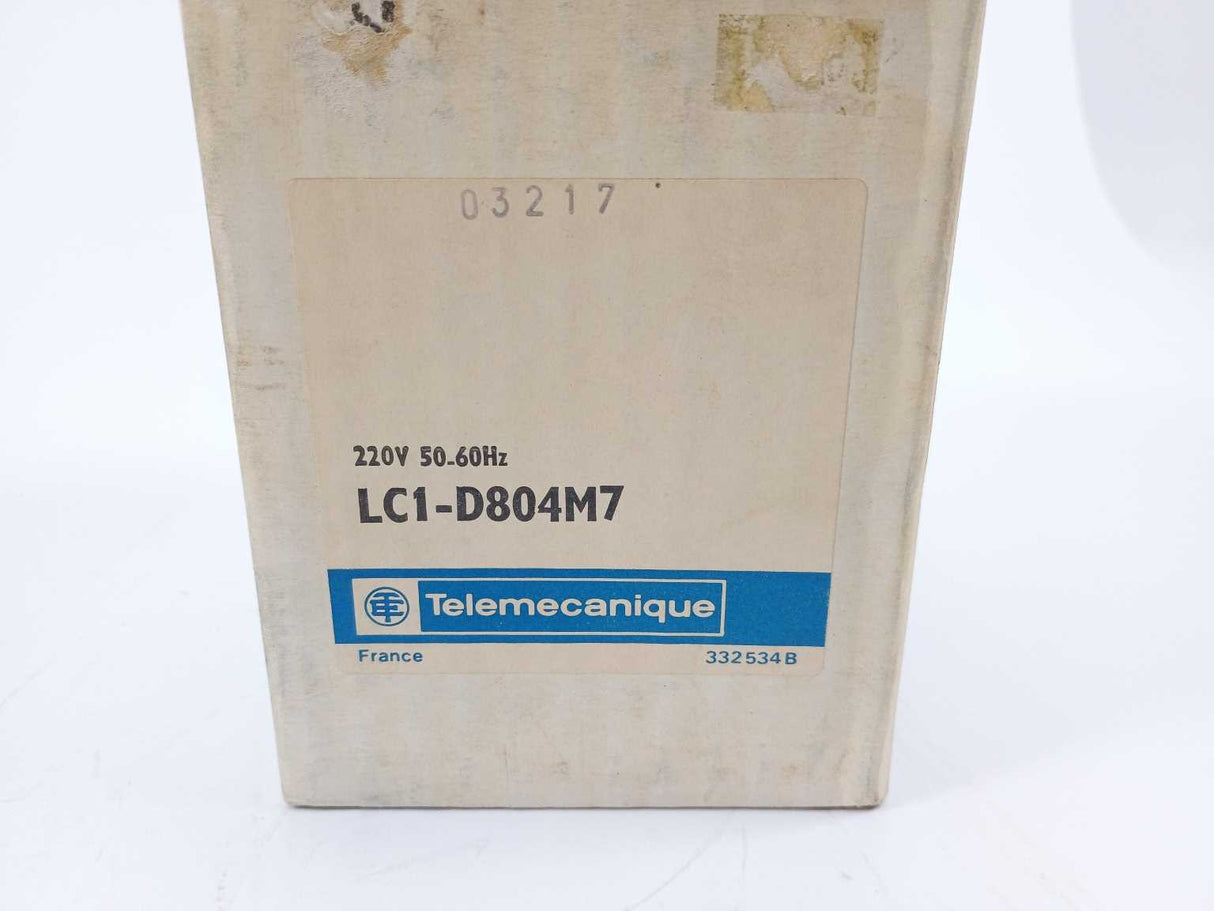 03217
220V 50-60Hz
LC1-D804M7
Telemecanique
France 332534B